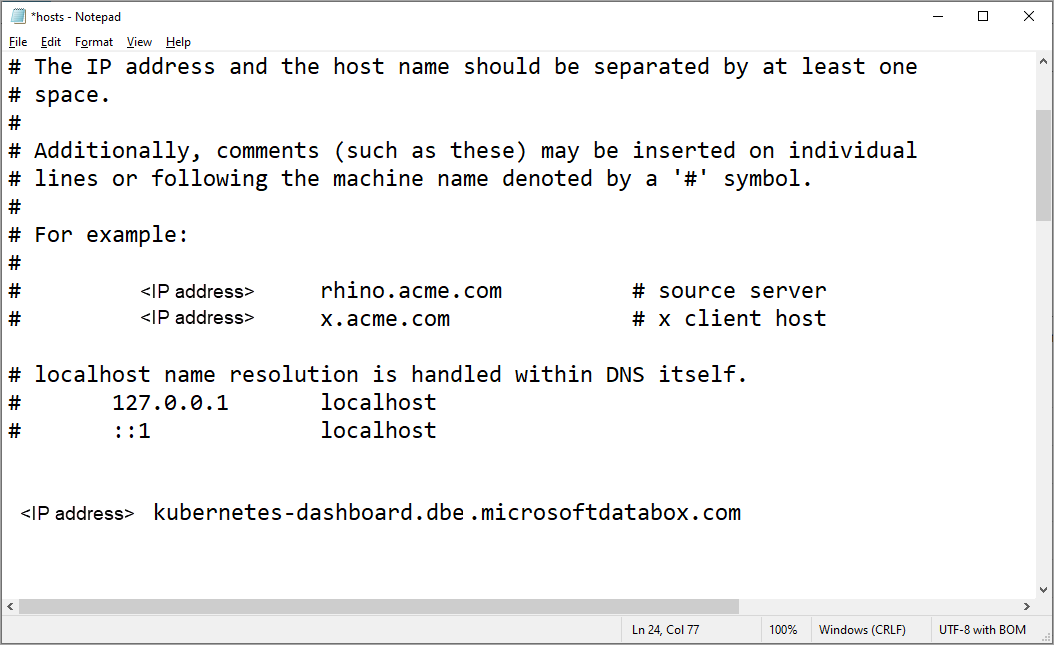 *hosts - Notepad
File Edit Format View Help
# The IP address and the host name should be separated by at least one
# space.
#
# Additionally, comments (such as these) may be inserted on individual
# lines or following the machine name denoted by a '#' symbol.
#
# For example:
#
# <IP address> rhino.acme.com # source server
# <IP address> x.acme.com # x client host
# localhost name resolution is handled within DNS itself.
# 127.0.0.1 localhost
# ::1 localhost
<IP address> kubernetes-dashboard.dbe.microsoftdatabox.com
Ln 24, Col 77 100% Windows (CRLF) UTF-8 with BOM